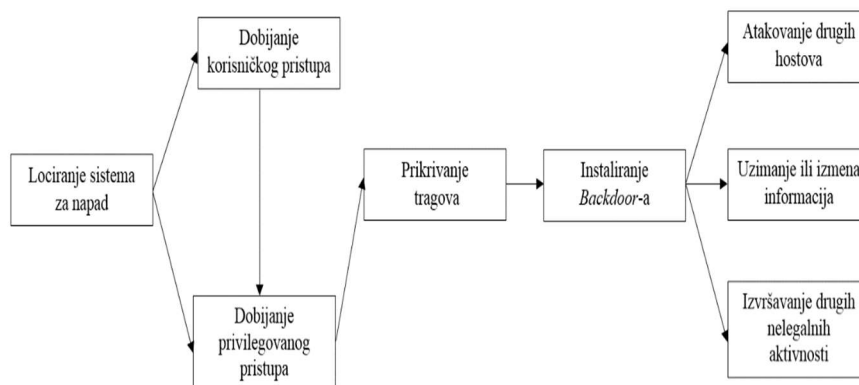 Lociranje sistema
za napad
Dobijanje
korisničkog pristupa
Dobijanje
privilegovanog
pristupa
Prikrivanje
tragova
Instaliranje
Backdoor-a
Atakovanje drugih
hostova
Uzimanje ili izmena
informacija
Izvršavanje drugih
nelegalnih
aktivnosti